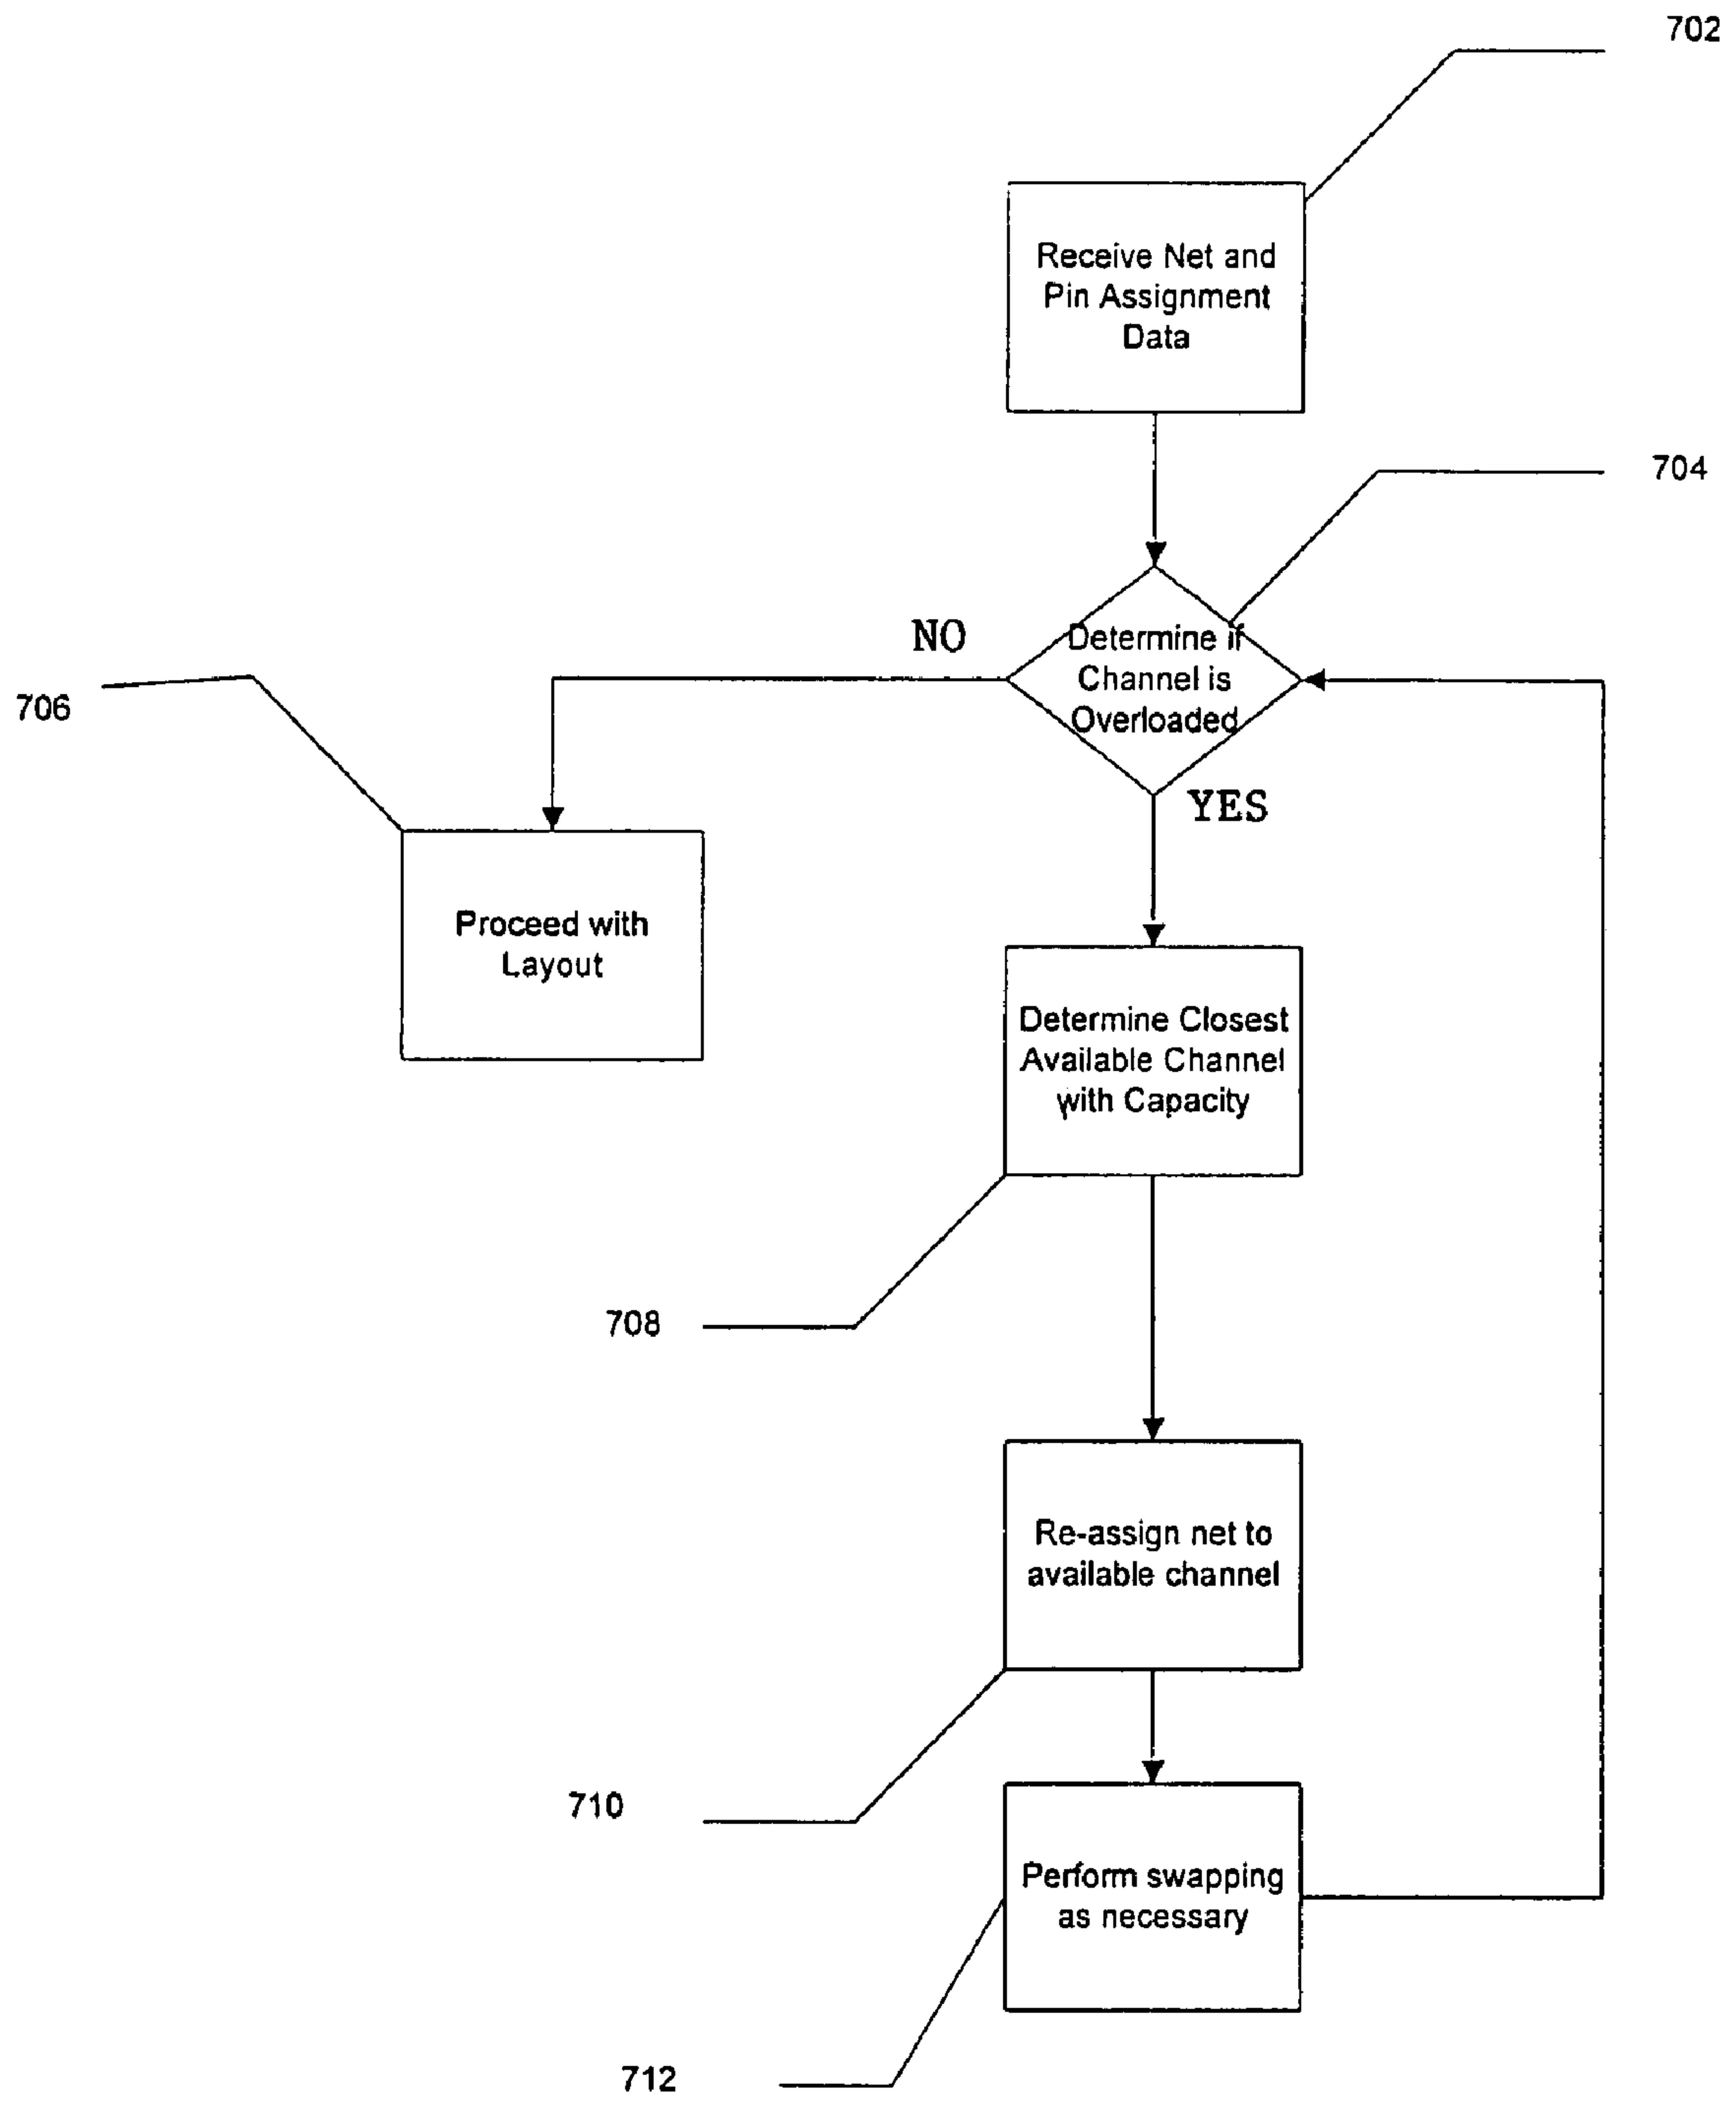 702
Receive Net and
Pin Assignment
Data
704
NO
Determine if
Channel is
Overloaded
706
YES
Proceed with
Layout
Determine Closest
Available Channel
with Capacity
708
Re-assign net to
available channel
710
Perform swapping
as necessary
712